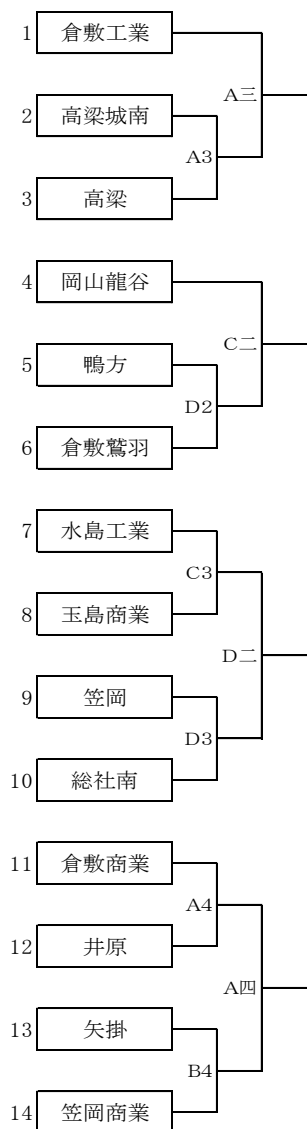 1 倉敷工業
A三
2 高梁城南
A3
3 高梁
4 岡山龍谷
C二
5 鴨方
D2
6 倉敷鷲羽
7 水島工業
C3
8 玉島商業
D二
9 笠岡
D3
10 総社南
11 倉敷商業
A4
12 井原
A四
13 矢掛
B4
14 笠岡商業